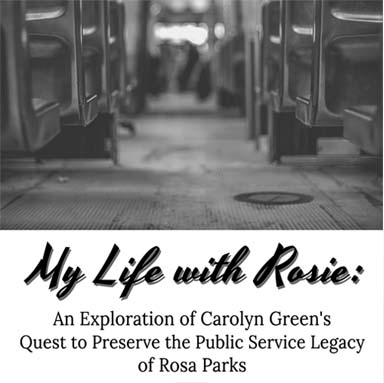 My Life with Rosie:
An Exploration of Carolyn Green's
Quest to Preserve the Public Service Legacy
of Rosa Parks